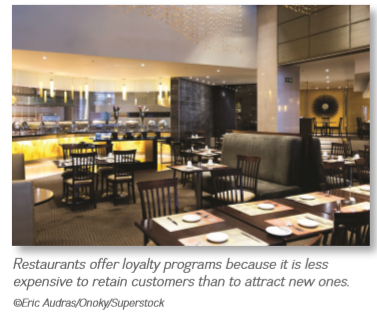 Restaurants offer loyalty programs because it is less
expensive to retain customers than to attract new ones.
©Eric Audras/Onoky/Superstock